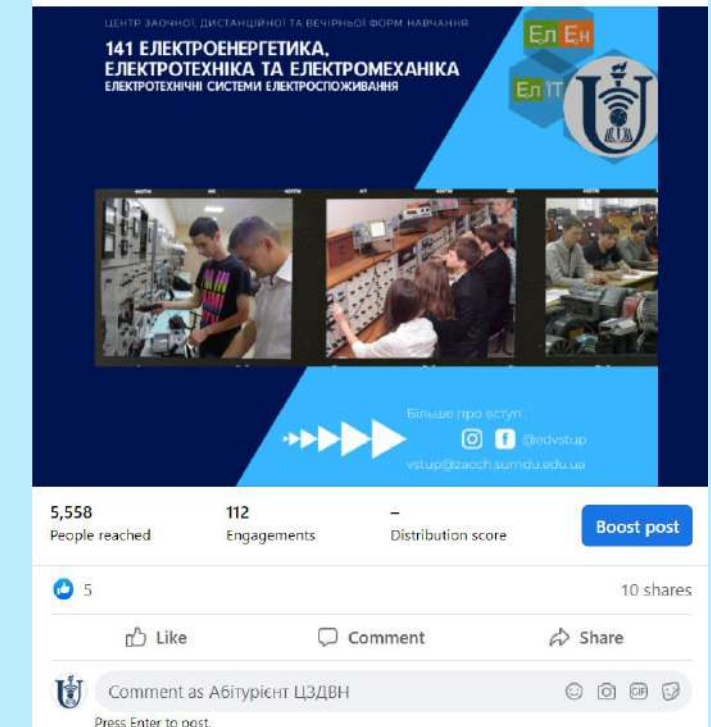 ЦЕНТР ЗАОЧНОЇ, ДИСТАНЦІЙНОЇ ТА ВЕЧІРНЬОЇ ФОРМ НАВЧАННЯ
141 ЕЛЕКТРОЕНЕРГЕТИКА,
ЕЛЕКТРОТЕХНІКА ТА ЕЛЕКТРОМЕХАНІКА
ЕЛЕКТРОТЕХНІЧНІ СИСТЕМИ ЕЛЕКТРОСПОЖИВАННЯ
Ел Ен
Ел ІТ
Більше про вступ
@edvstup
vstup@zaoch.sumdu.edu.ua
5,558 112 –
People reached Engagements Distribution score Boost post
5 10 shares
Like Comment Share
Comment as Абітурієнт ЦЗДВН GIF
Press Enter to post.